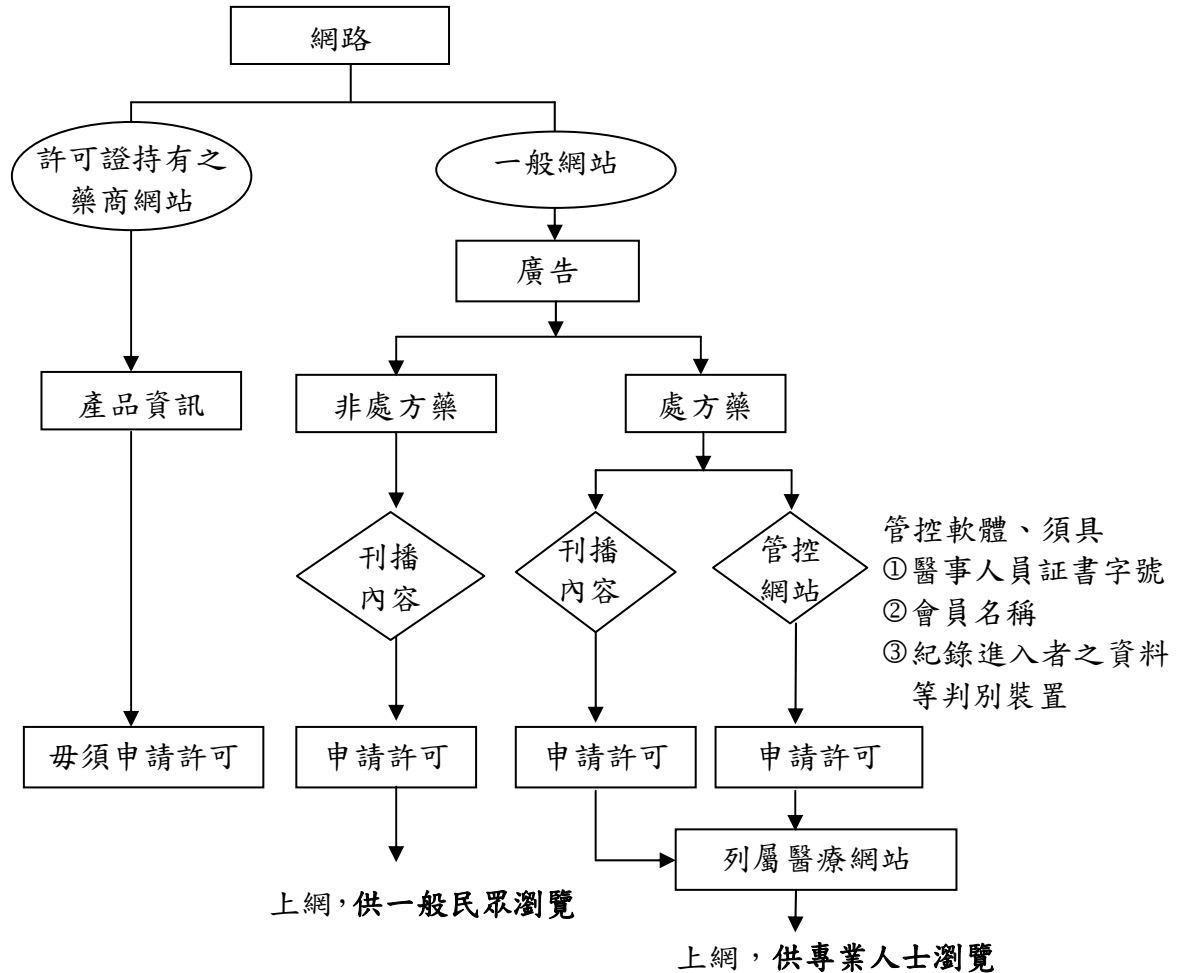 網路
許可證持有之
藥商網站
一般網站
廣告
產品資訊
非處方藥
處方藥
刊播
內容
刊播
內容
管控
網站
管控軟體、須具
①醫事人員証書字號
②會員名稱
③紀錄進入者之資料
等判別裝置
毋須申請許可
申請許可
申請許可
申請許可
列屬醫療網站
上網，供一般民眾瀏覽
上網，供專業人士瀏覽